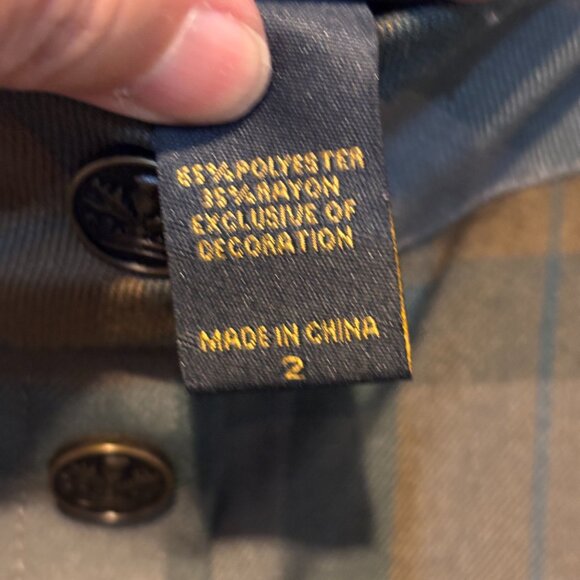 65%POLYESTER
35%RAYON
EXCLUSIVE OF
DECORATION
MADE IN CHINA
2